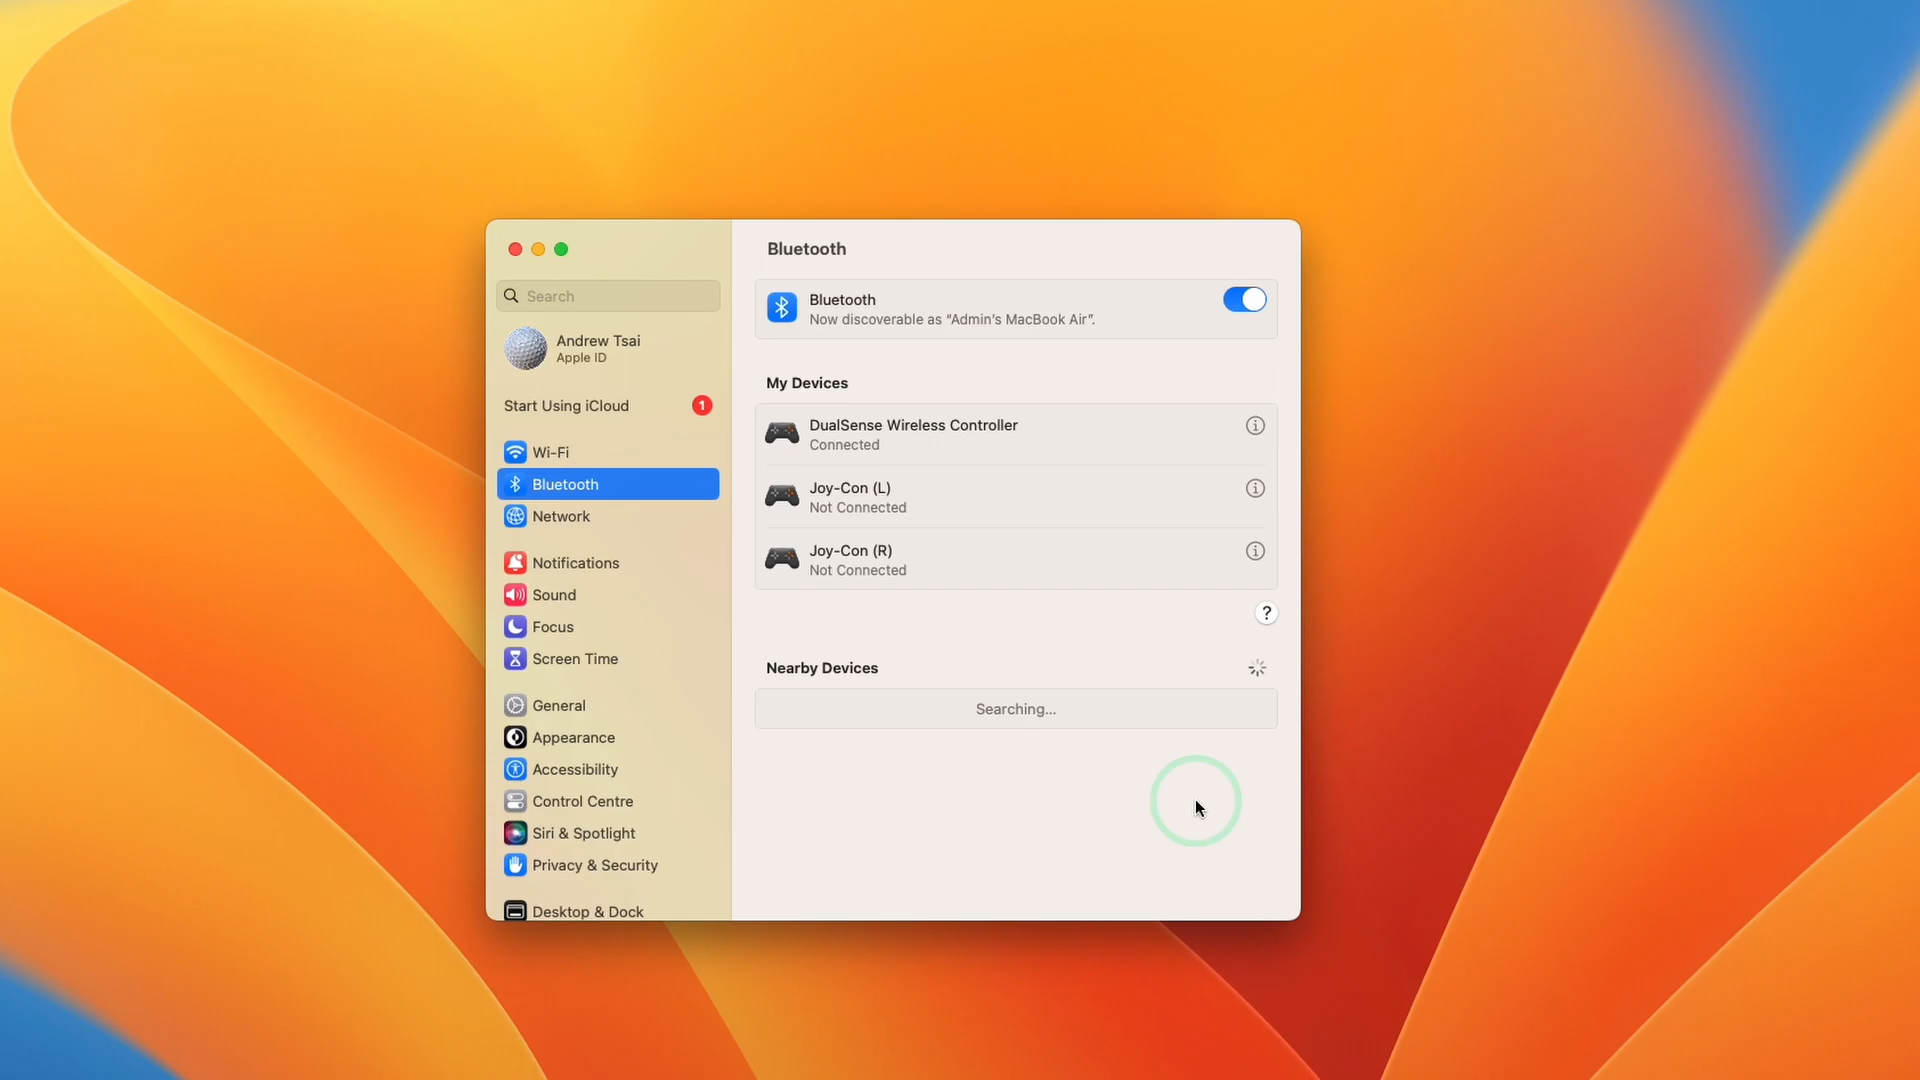 Search
Andrew Tsai
Apple ID
Start Using iCloud 1
Wi-Fi
Bluetooth
Network
Notifications
Sound
Focus
Screen Time
General
Appearance
Accessibility
Control Centre
Siri & Spotlight
Privacy & Security
Desktop & Dock
Bluetooth
Bluetooth
Now discoverable as “Admin’s MacBook Air”.
My Devices
DualSense Wireless Controller
Connected
Joy-Con (L)
Not Connected
Joy-Con (R)
Not Connected
?
Nearby Devices
Searching...